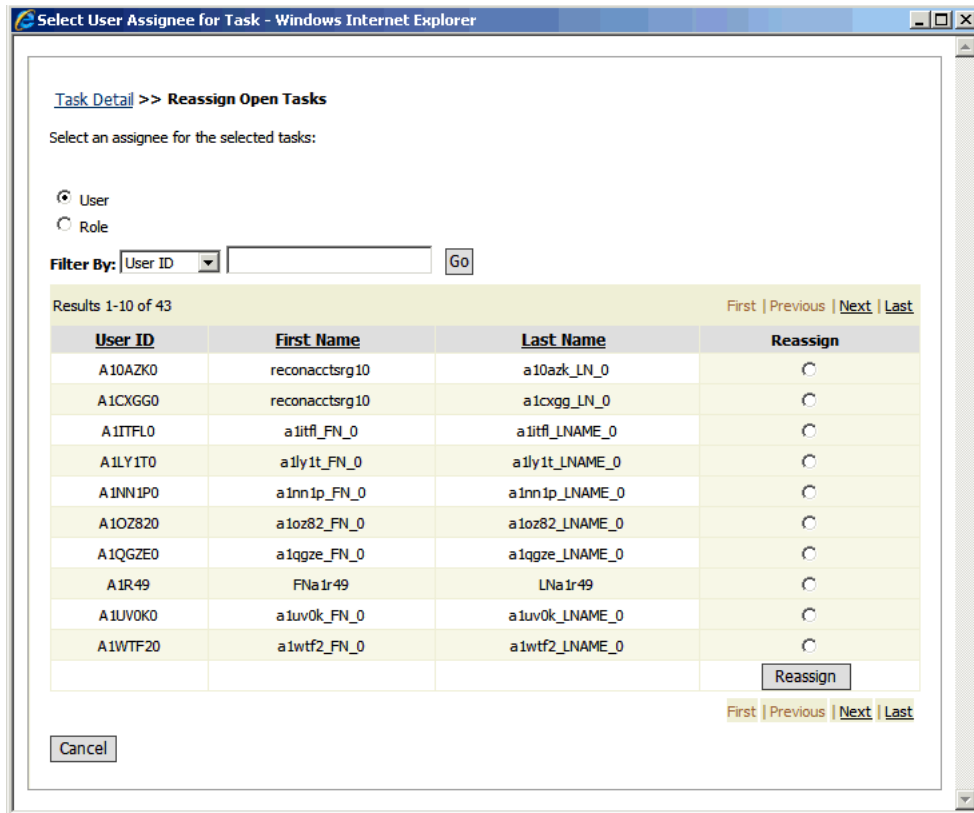 Select User Assignee for Task - Windows Internet Explorer
Task Detail >> Reassign Open Tasks
Select an assignee for the selected tasks:
User
Role
Filter By: User ID Go
Results 1-10 of 43 First | Previous | Next | Last
User ID First Name Last Name Reassign
A10AZK0 reconacctsrg10 a10azk_LN_0
A1CXGG0 reconacctsrg10 a1cxgg_LN_0
A1ITFL0 a1itfl_FN_0 a1itfl_LNAME_0
A1LY1T0 a1ly1t_FN_0 a1ly1t_LNAME_0
A1NN1P0 a1nn1p_FN_0 a1nn1p_LNAME_0
A1OZ820 a1oz82_FN_0 a1oz82_LNAME_0
A1QGZE0 a1qgze_FN_0 a1qgze_LNAME_0
A1R49 FNa1r49 LNa1r49
A1UV0K0 a1uv0k_FN_0 a1uv0k_LNAME_0
A1WTF20 a1wtf2_FN_0 a1wtf2_LNAME_0
Reassign
First | Previous | Next | Last
Cancel